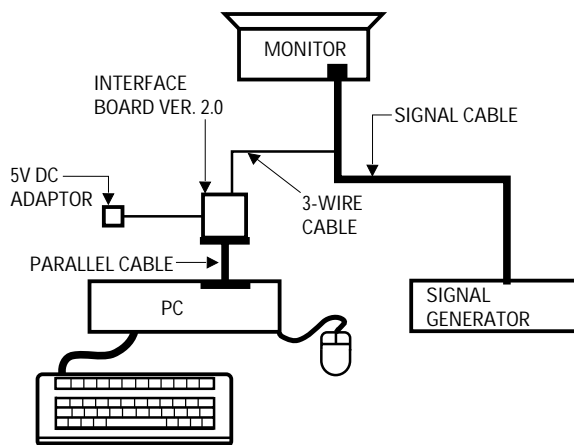 MONITOR
INTERFACE
BOARD VER. 2.0
SIGNAL CABLE
5V DC
ADAPTOR
3-WIRE
CABLE
PARALLEL CABLE
PC
SIGNAL
GENERATOR